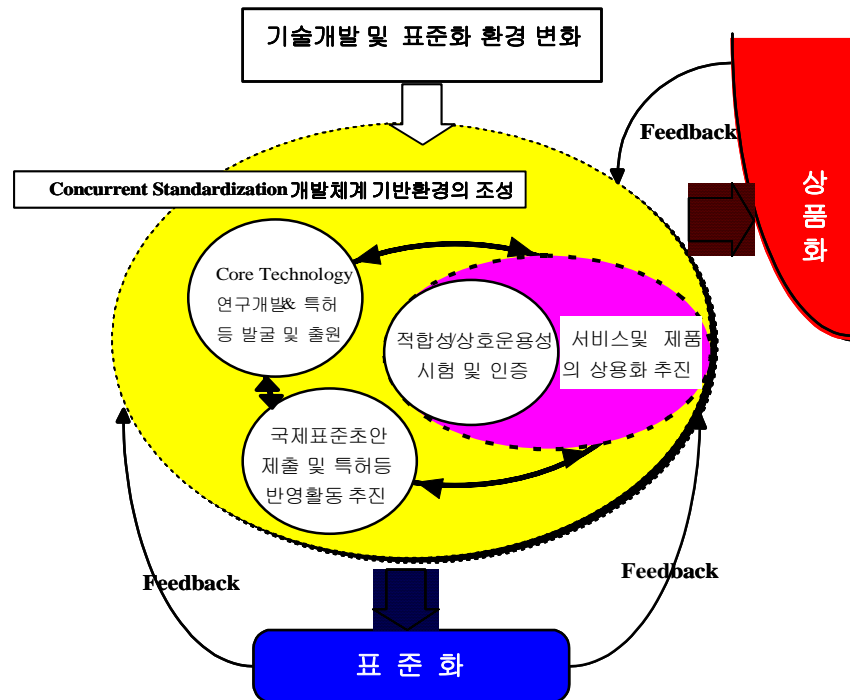 기술개발 및 표준화 환경 변화
Feedback
Concurrent Standardization 개발체계 기반환경의 조성
상
품
화
Core Technology
연구개발& 특허
등 발굴 및 출원
적합성/상호운용성
시험 및 인증
서비스및 제품
의 상용화 추진
국제표준초안
제출 및 특허등
반영활동 추진
Feedback
Feedback
표 준 화